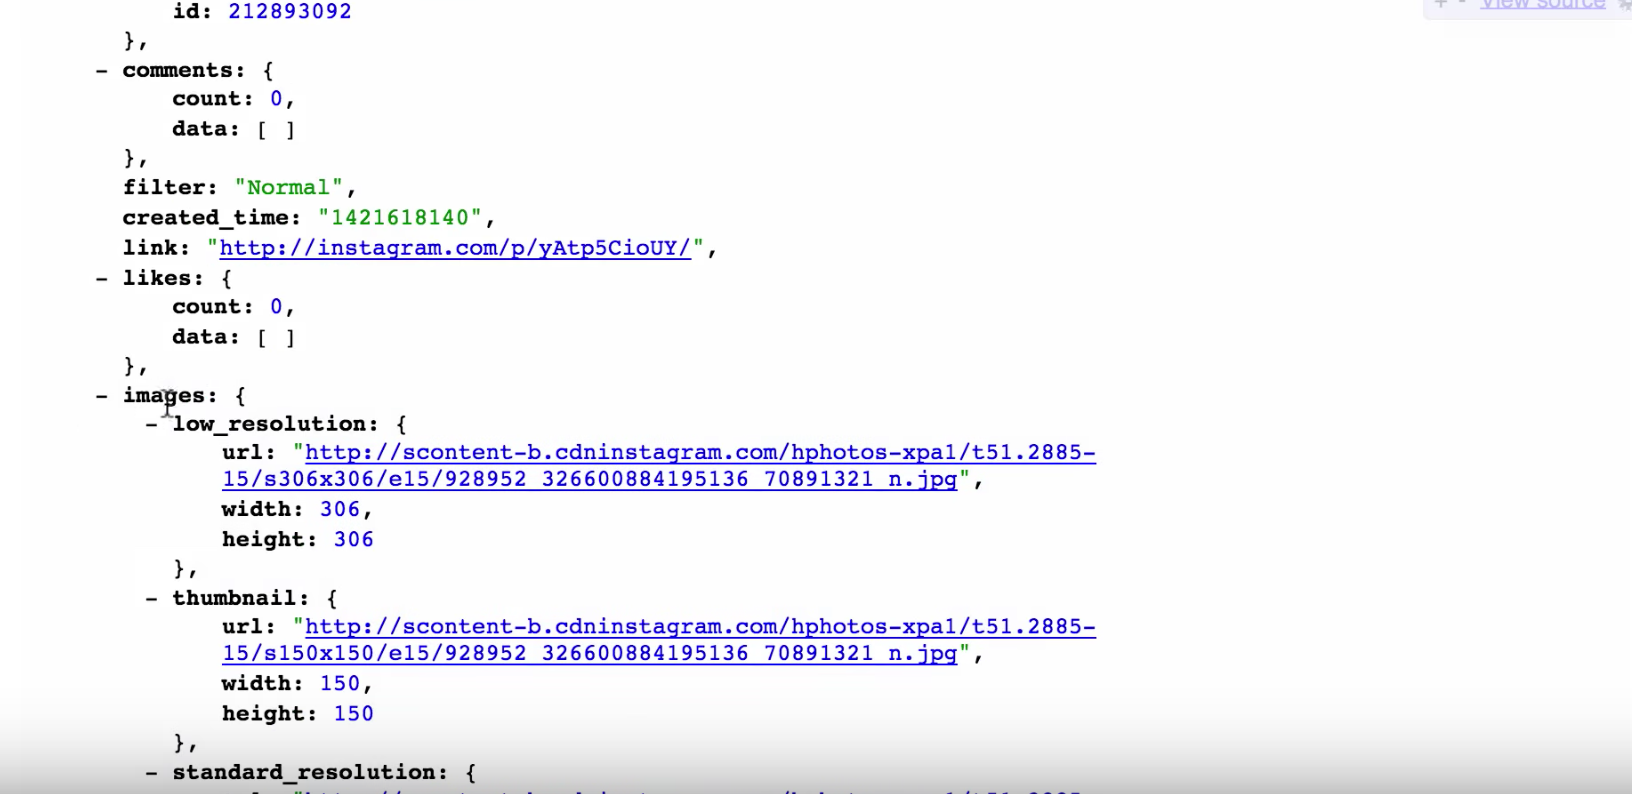 id: 212893092
+ - View source
},
- comments: {
count: 0,
data: [ ]
},
filter: "Normal",
created_time: "1421618140",
link: "http://instagram.com/p/yAtp5CioUY/",
- likes: {
count: 0,
data: [ ]
},
- images: {
- low_resolution: {
url: "http://scontent-b.cdninstagram.com/hphotos-xpa1/t51.2885-
15/s306x306/e15/928952_326600884195136_70891321_n.jpg",
width: 306,
height: 306
},
- thumbnail: {
url: "http://scontent-b.cdninstagram.com/hphotos-xpa1/t51.2885-
15/s150x150/e15/928952_326600884195136_70891321_n.jpg",
width: 150,
height: 150
},
- standard_resolution: {